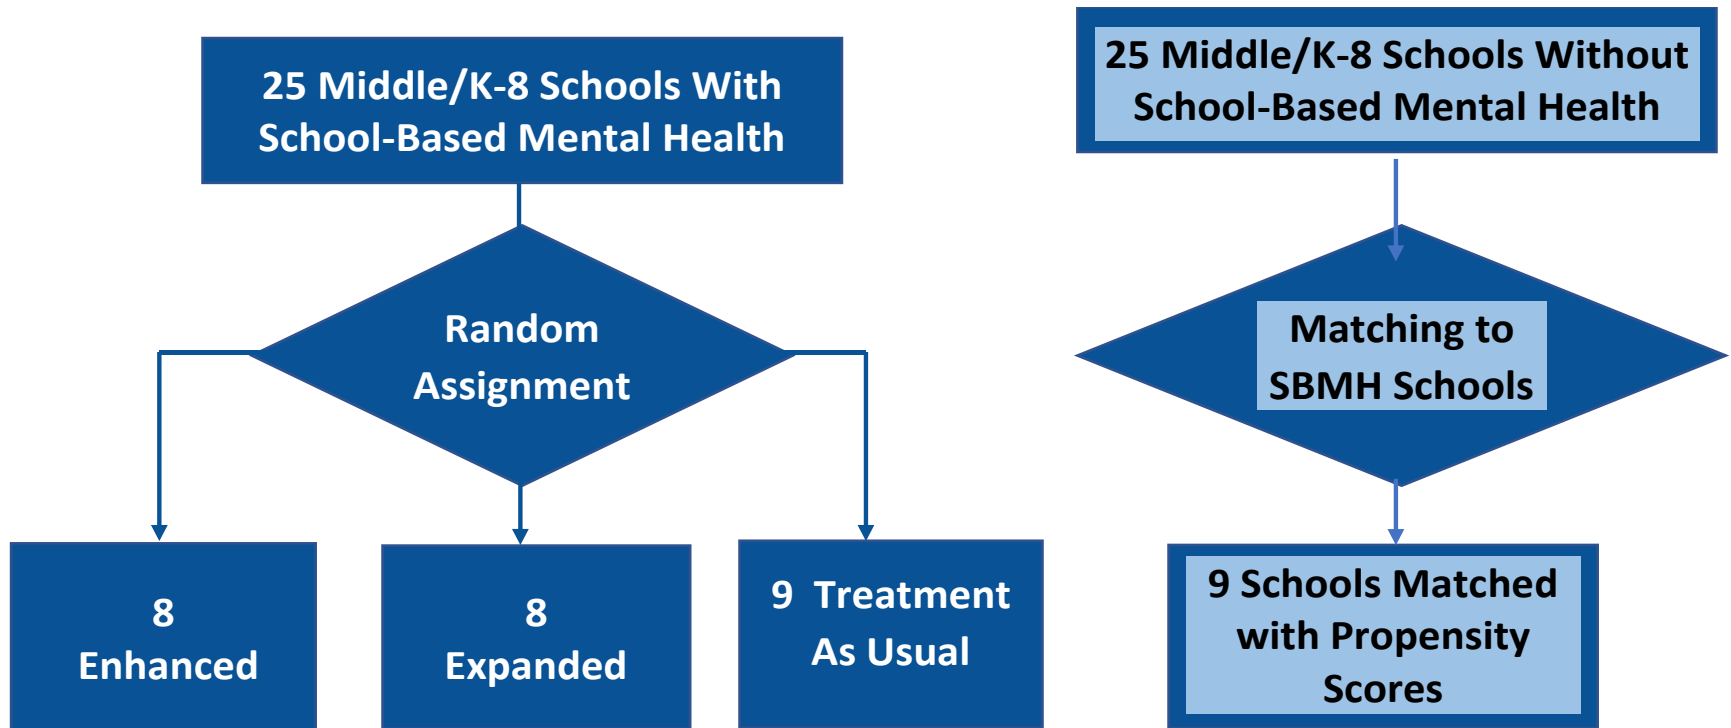 25 Middle/K-8 Schools With
School-Based Mental Health
25 Middle/K-8 Schools Without
School-Based Mental Health
Random
Assignment
Matching to
SBMH Schools
8
Enhanced
8
Expanded
9 Treatment
As Usual
9 Schools Matched
with Propensity
Scores